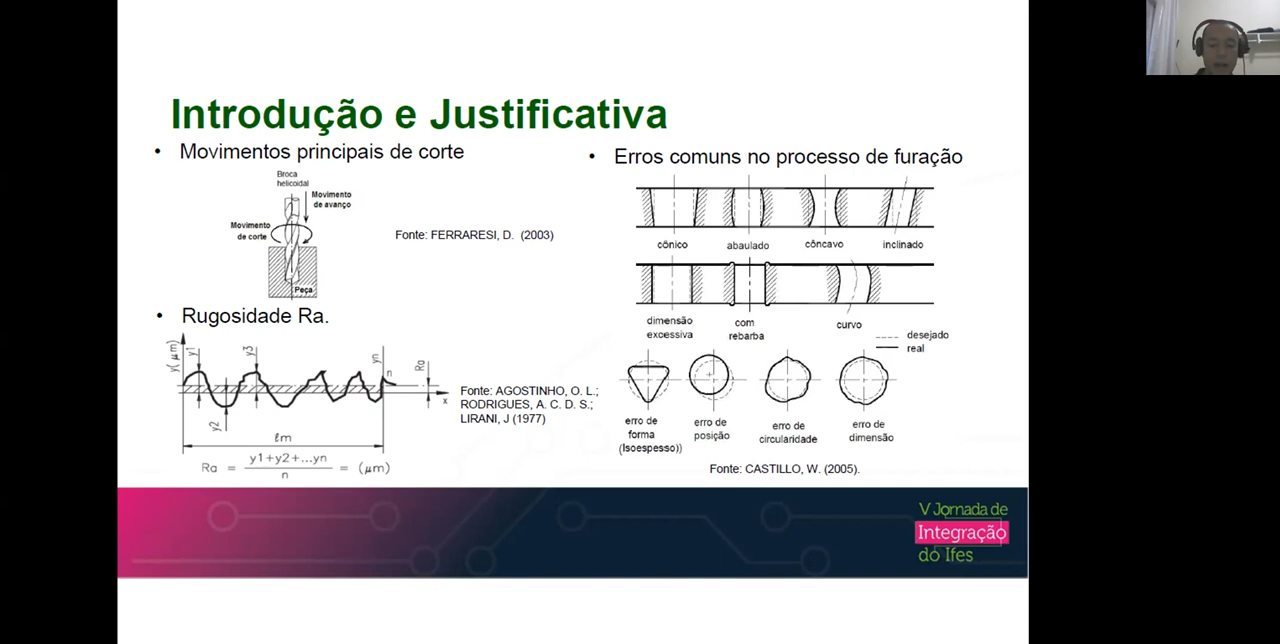 Introdução e Justificativa
• Movimentos principais de corte
Broca
helicoidal
Movimento
de avanço
Movimento
de corte
Peça
Fonte: FERRARESI, D. (2003)
• Rugosidade Ra.
y(μm)
y1
y3
yn
n
Ra
x
y2
ℓm
Ra = y1+y2+...yn / n = (μm)
Fonte: AGOSTINHO, O. L.;
RODRIGUES, A. C. D. S.;
LIRANI, J (1977)
• Erros comuns no processo de furação
cônico abaulado côncavo inclinado
dimensão
excessiva
com
rebarba
curvo
desejado
real
erro de
forma
(Isoespesso))
erro de
posição
erro de
circularidade
erro de
dimensão
Fonte: CASTILLO, W. (2005).
V Jornada de
Integração
do Ifes